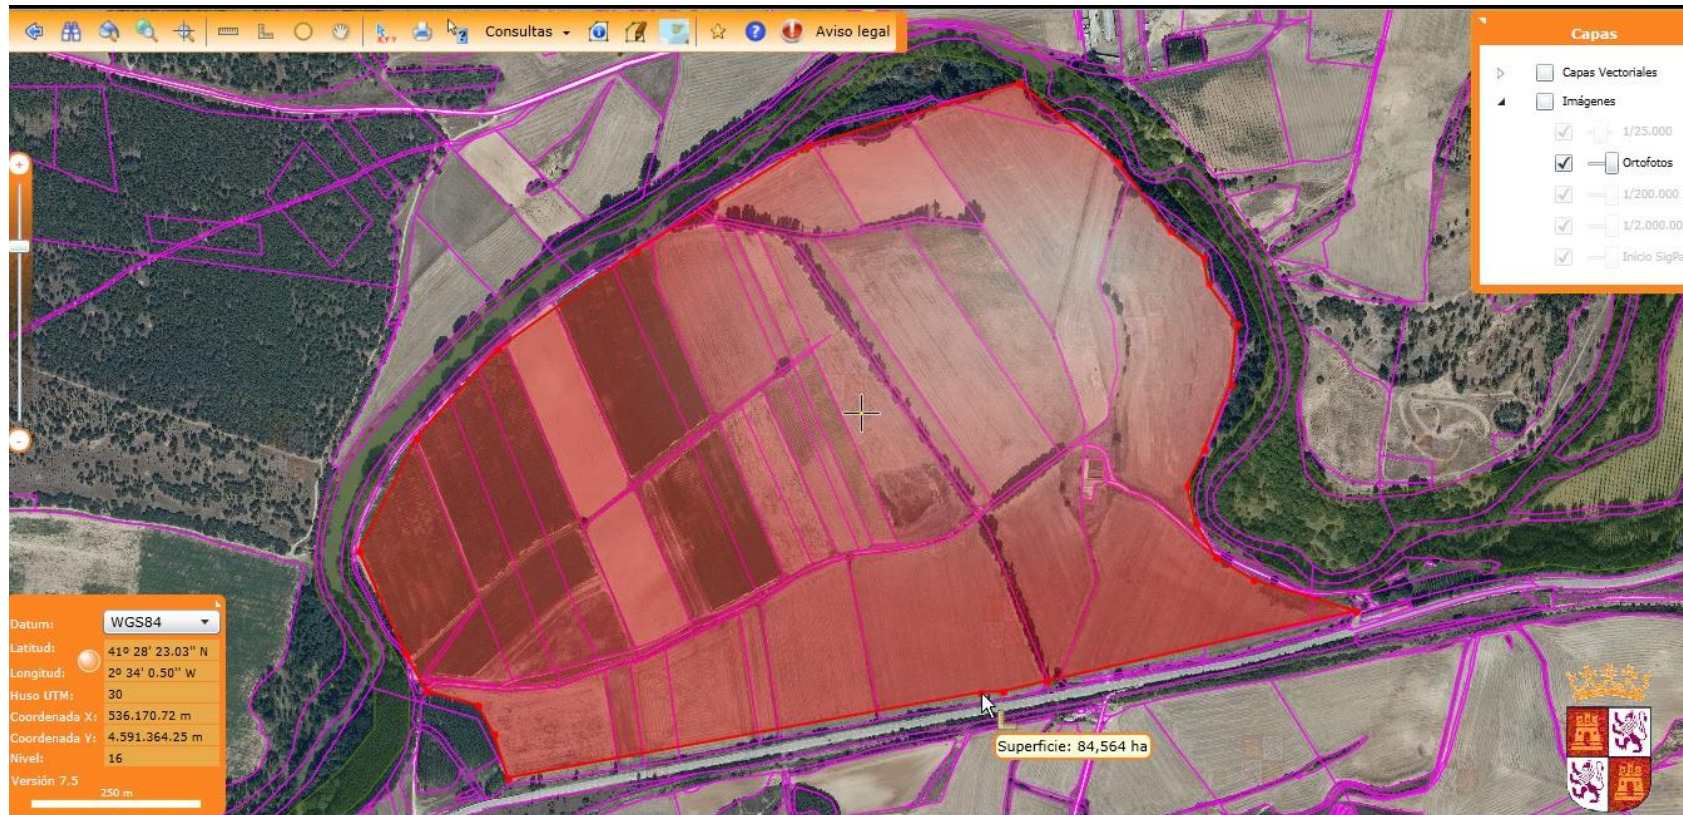 Consultas
Aviso legal
X,Y?
Capas
Capas Vectoriales
Imágenes
1/25.000
Ortofotos
1/200.000
1/2.000.00
Inicio SigPa
Datum: WGS84
Latitud: 41º 28' 23.03'' N
Longitud: 2º 34' 0.50'' W
Huso UTM: 30
Coordenada X: 536.170.72 m
Coordenada Y: 4.591.364.25 m
Nivel: 16
Versión 7.5
250 m
Superficie: 84,564 ha